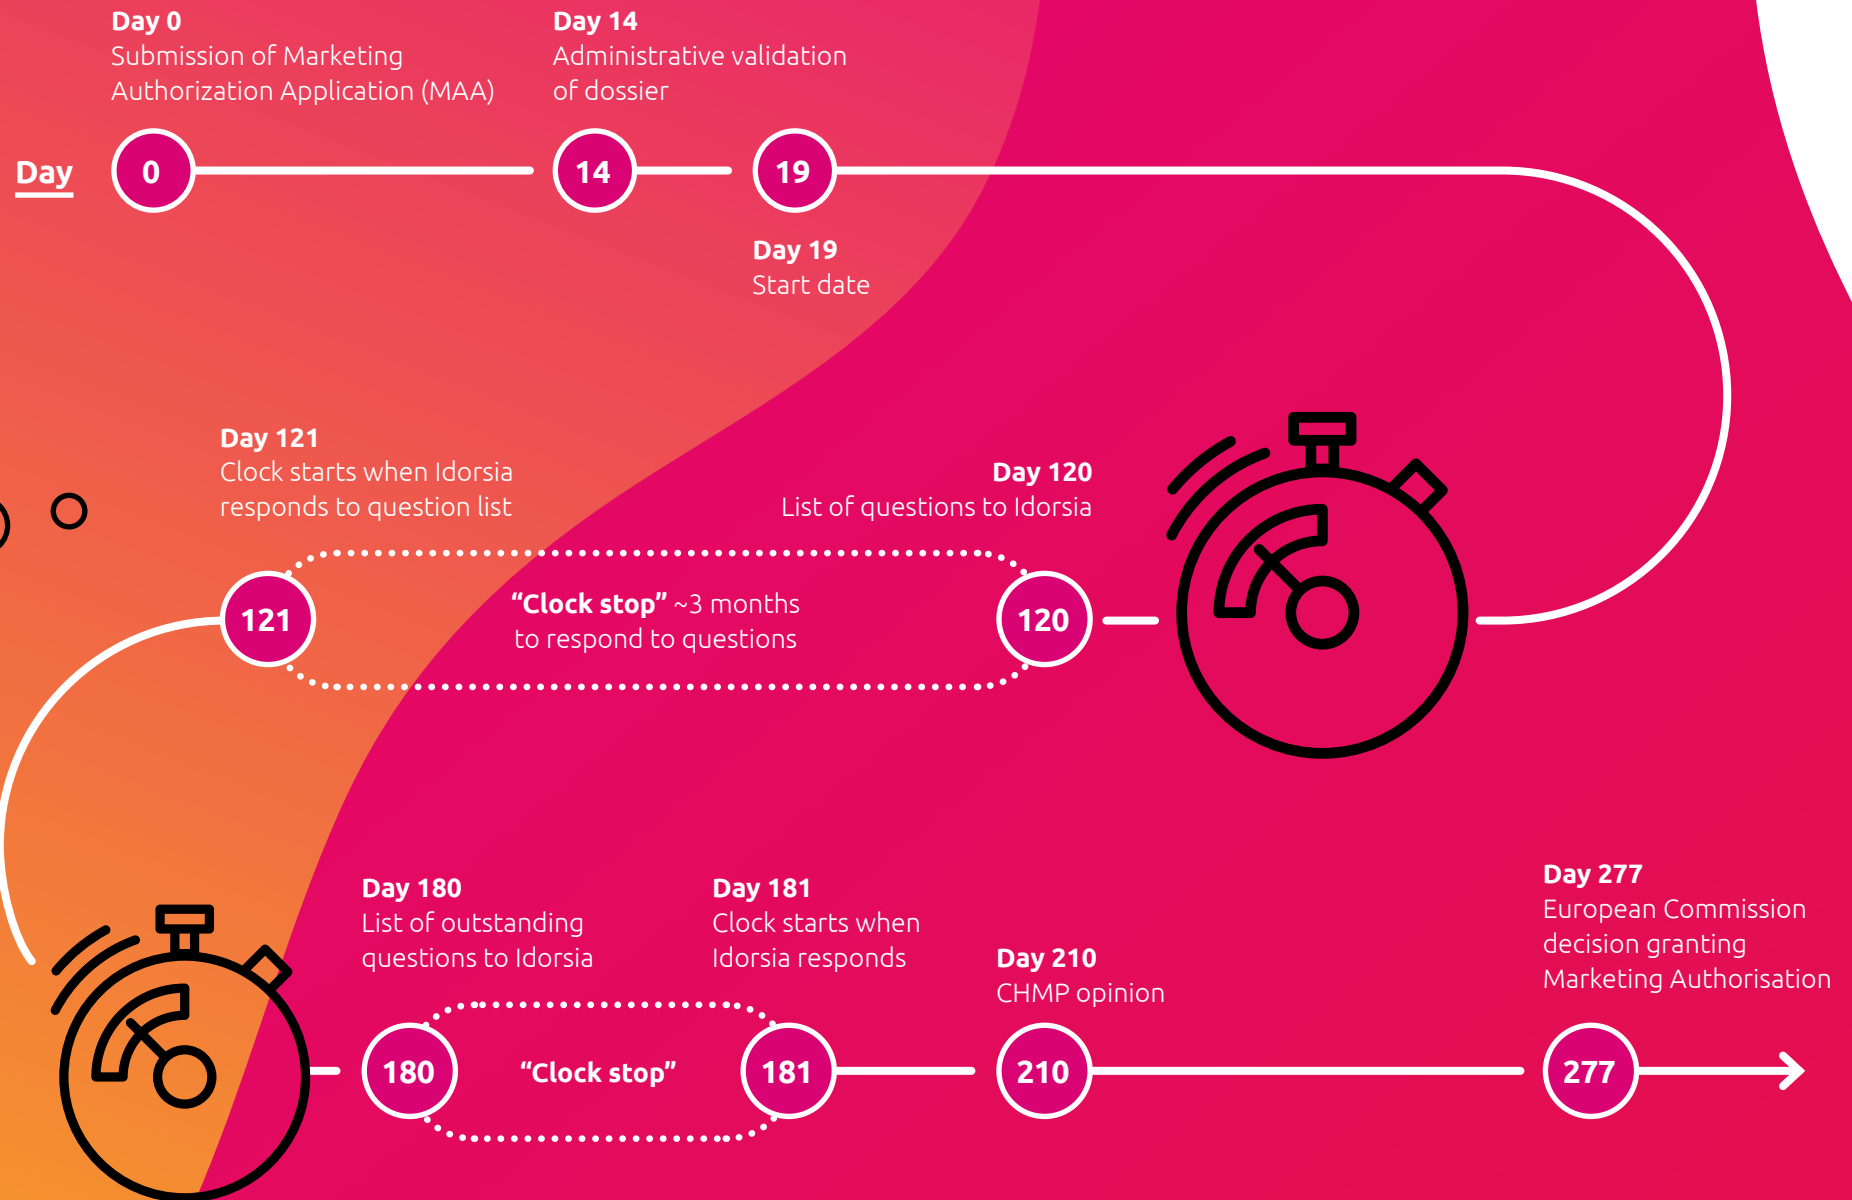 Day 0
Submission of Marketing
Authorization Application (MAA)
Day 14
Administrative validation
of dossier
Day
0
14
19
Day 19
Start date
Day 121
Clock starts when Idorsia
responds to question list
Day 120
List of questions to Idorsia
121
“Clock stop” ~3 months
to respond to questions
120
Day 180
List of outstanding
questions to Idorsia
Day 181
Clock starts when
Idorsia responds
Day 210
CHMP opinion
Day 277
European Commission
decision granting
Marketing Authorisation
180
“Clock stop”
181
210
277